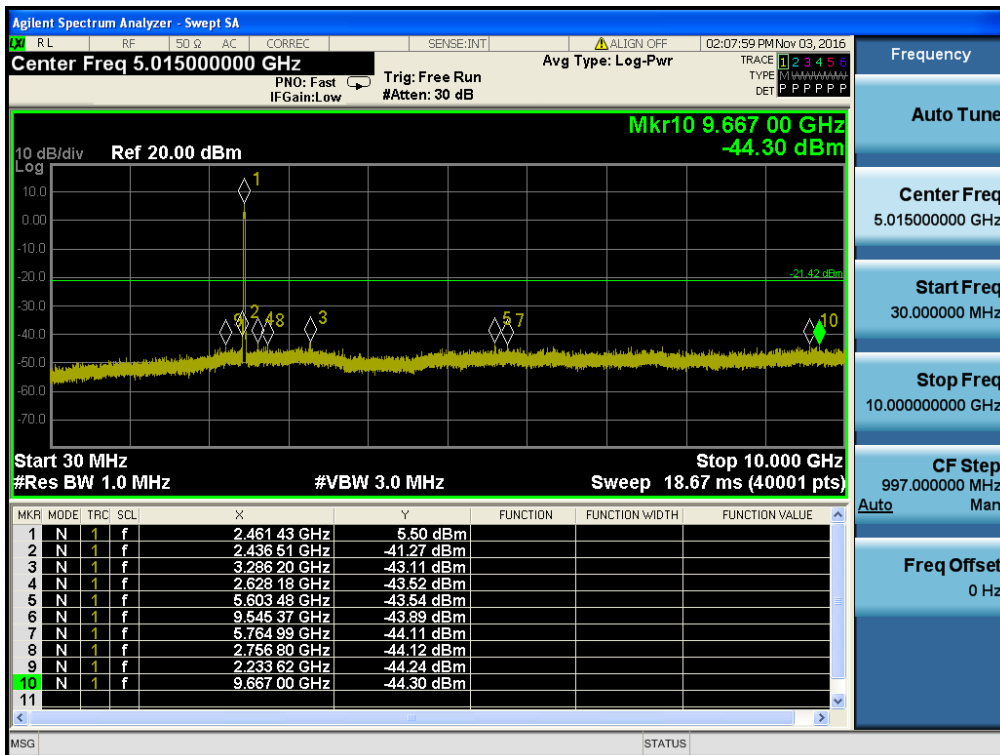 Agilent Spectrum Analyzer - Swept SA
LXI RL RF 50 Ω AC CORREC SENSE:INT ALIGN OFF 02:07:59 PM Nov 03, 2016
Center Freq 5.015000000 GHz
PNO: Fast
IFGain:Low
Trig: Free Run
#Atten: 30 dB
Avg Type: Log-Pwr
TRACE 1 2 3 4 5 6
TYPE M WWWWW
DET P P P P P P
Mkr10 9.667 00 GHz
-44.30 dBm
10 dB/div Ref 20.00 dBm
Log
10.0
0.00
-10.0
-20.0
-30.0
-40.0
-50.0
-60.0
-70.0
-21.42 dBm
1
9 2 4 8 3 5 7 10
Start 30 MHz Stop 10.000 GHz
#Res BW 1.0 MHz #VBW 3.0 MHz Sweep 18.67 ms (40001 pts)
MKR MODE TRC SCL X Y FUNCTION FUNCTION WIDTH FUNCTION VALUE
1 N 1 f 2.461 43 GHz 5.50 dBm
2 N 1 f 2.436 51 GHz -41.27 dBm
3 N 1 f 3.286 20 GHz -43.11 dBm
4 N 1 f 2.628 18 GHz -43.52 dBm
5 N 1 f 5.603 48 GHz -43.54 dBm
6 N 1 f 9.545 37 GHz -43.89 dBm
7 N 1 f 5.764 99 GHz -44.11 dBm
8 N 1 f 2.756 80 GHz -44.12 dBm
9 N 1 f 2.233 62 GHz -44.24 dBm
10 N 1 f 9.667 00 GHz -44.30 dBm
11
MSG STATUS
Frequency
Auto Tune
Center Freq
5.015000000 GHz
Start Freq
30.000000 MHz
Stop Freq
10.000000000 GHz
CF Step
997.000000 MHz
Auto Man
Freq Offset
0 Hz